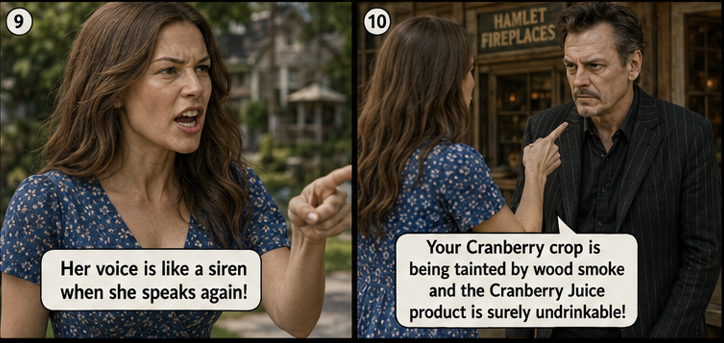 9
Her voice is like a siren
when she speaks again!
10
HAMLET
FIREPLACES
Your Cranberry crop is
being tainted by wood smoke
and the Cranberry Juice
product is surely undrinkable!